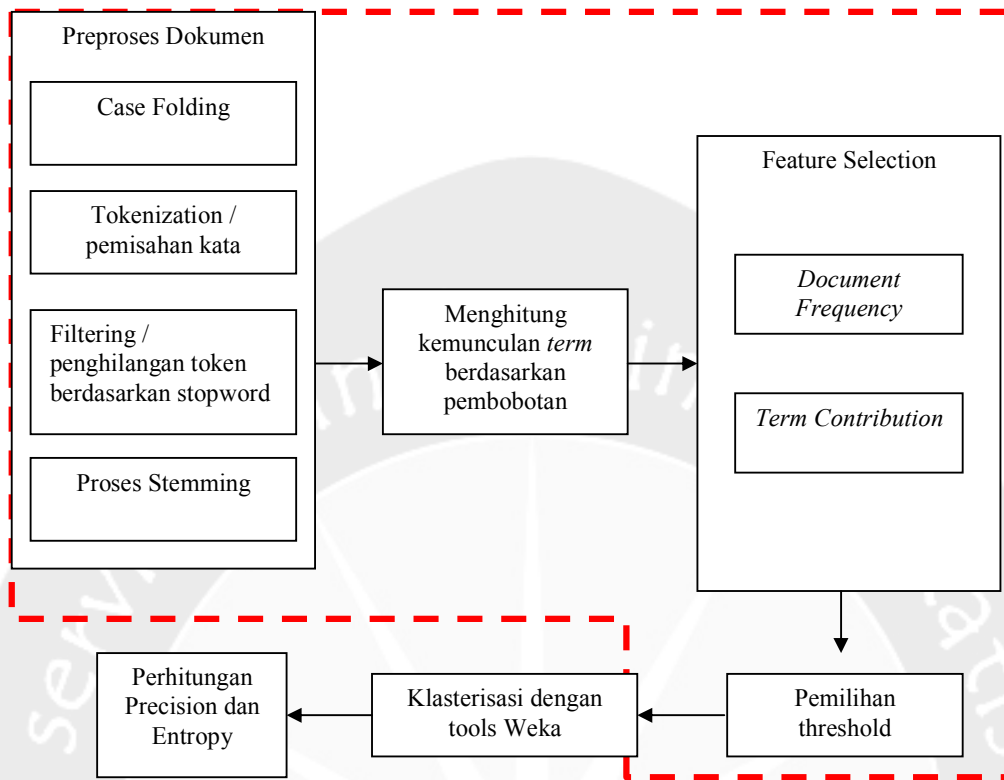 Preproses Dokumen
Case Folding
Tokenization /
pemisahan kata
Filtering /
penghilangan token
berdasarkan stopword
Proses Stemming
Menghitung
kemunculan term
berdasarkan
pembobotan
Feature Selection
Document
Frequency
Term Contribution
Pemilihan
threshold
Klasterisasi dengan
tools Weka
Perhitungan
Precision dan
Entropy